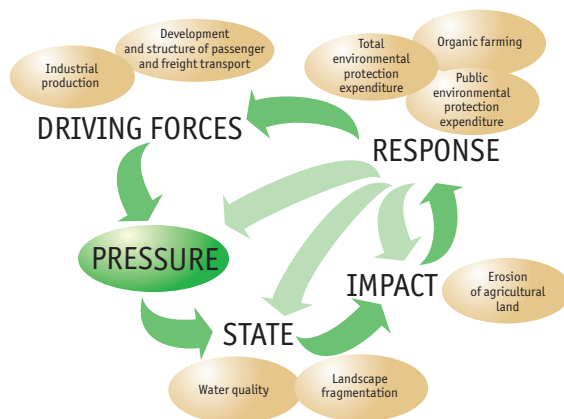 Development
and structure of passenger
and freight transport
Industrial
production
DRIVING FORCES
Total
environmental
protection
expenditure
Organic farming
Public
environmental
protection
expenditure
RESPONSE
PRESSURE
IMPACT
Erosion
of agricultural
land
STATE
Water quality
Landscape
fragmentation